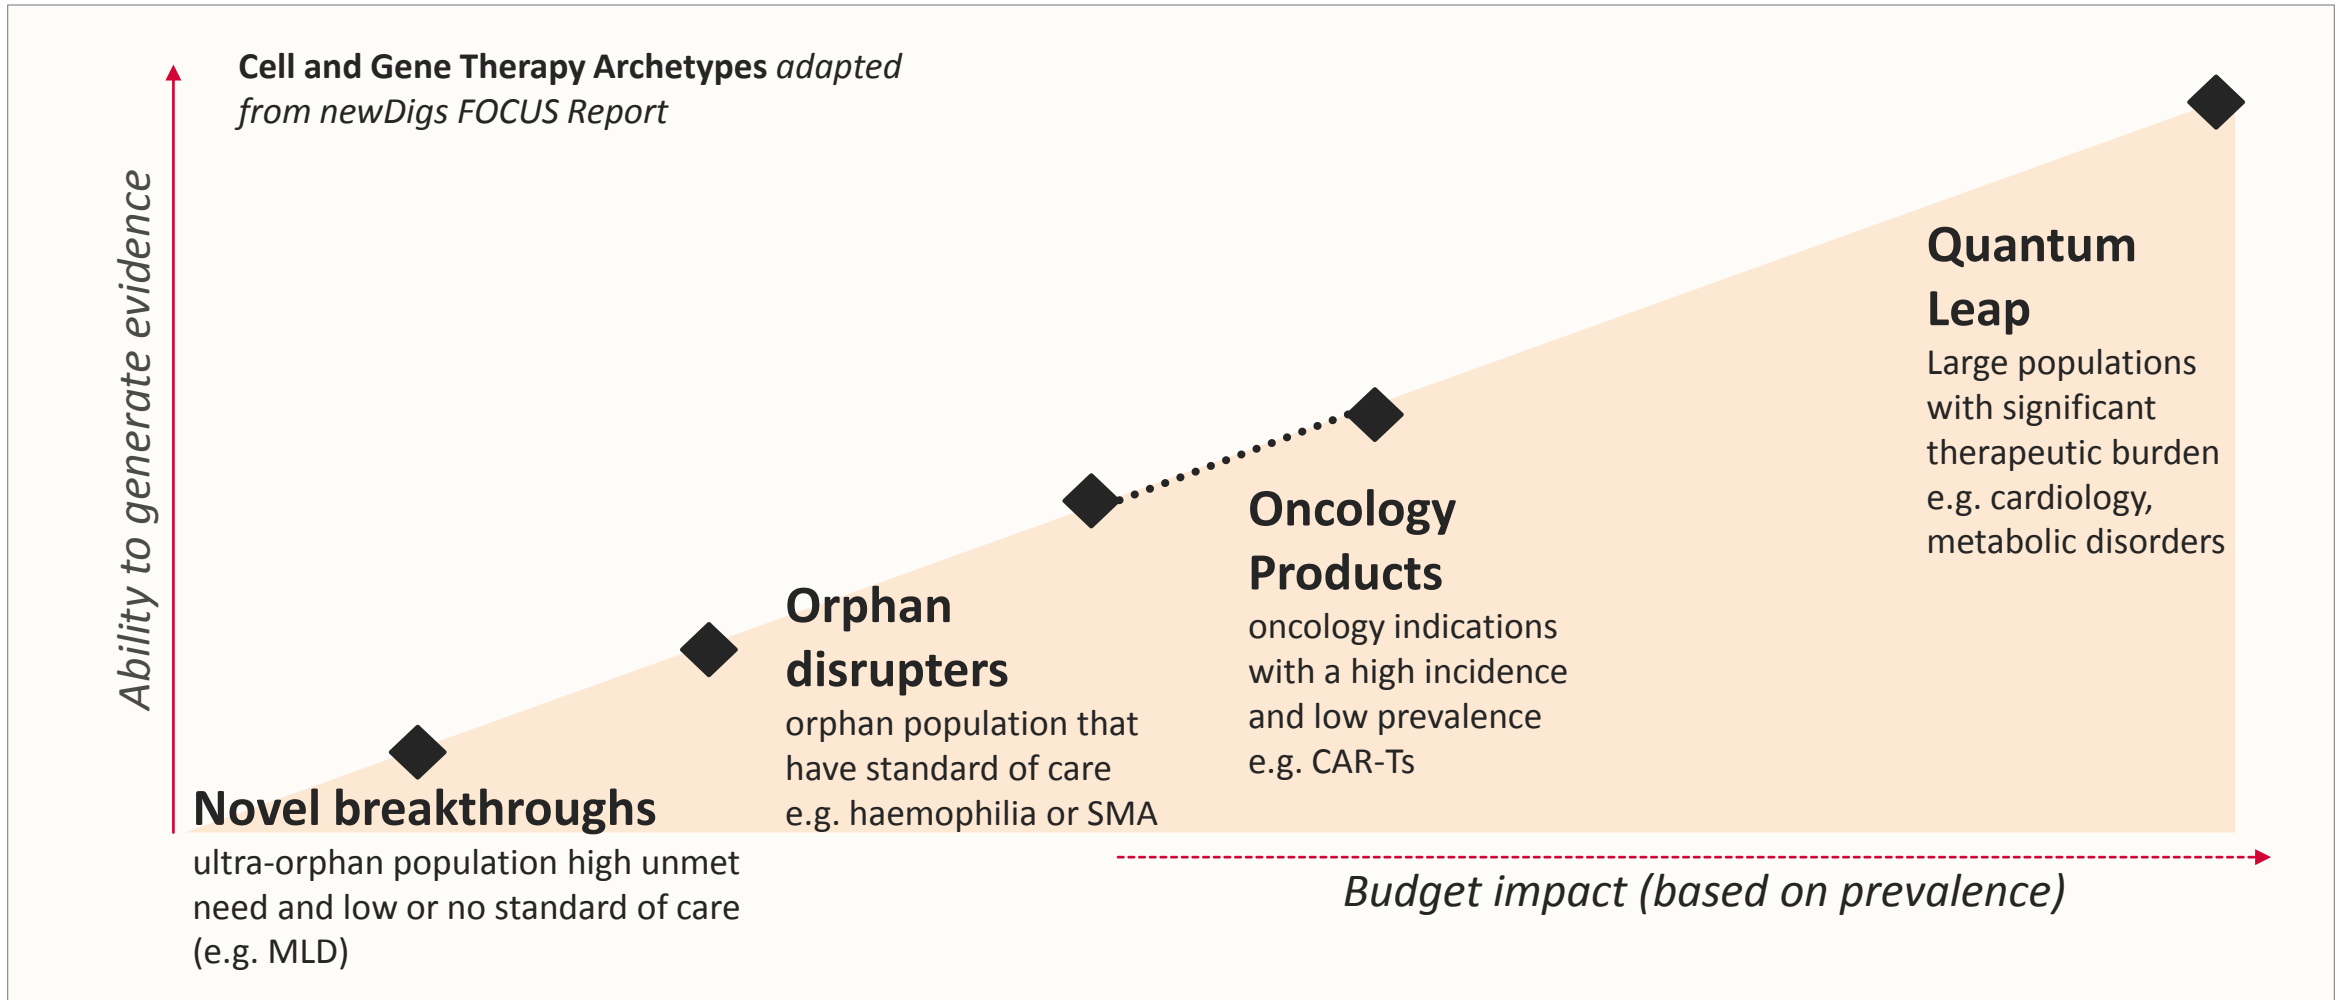 Cell and Gene Therapy Archetypes adapted
from newDigs FOCUS Report
Ability to generate evidence
Novel breakthroughs
ultra-orphan population high unmet
need and low or no standard of care
(e.g. MLD)
Orphan
disrupters
orphan population that
have standard of care
e.g. haemophilia or SMA
Oncology
Products
oncology indications
with a high incidence
and low prevalence
e.g. CAR-Ts
Quantum
Leap
Large populations
with significant
therapeutic burden
e.g. cardiology,
metabolic disorders
Budget impact (based on prevalence)